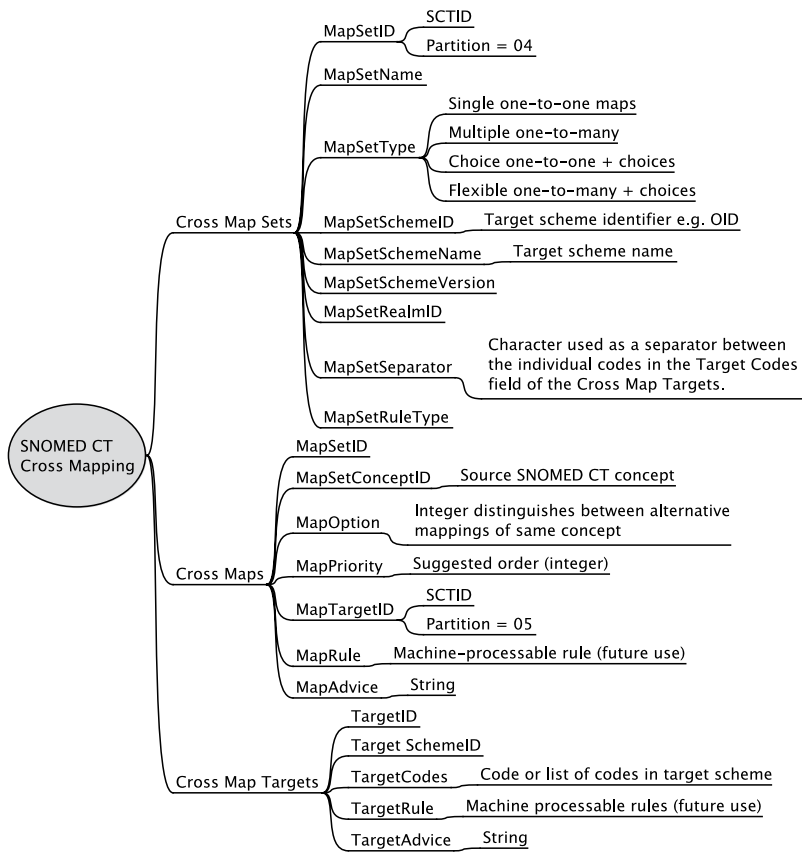 SNOMED CT
Cross Mapping
Cross Map Sets
MapSetID
SCTID
Partition = 04
MapSetName
MapSetType
Single one-to-one maps
Multiple one-to-many
Choice one-to-one + choices
Flexible one-to-many + choices
MapSetSchemeID
Target scheme identifier e.g. OID
MapSetSchemeName
Target scheme name
MapSetSchemeVersion
MapSetRealmID
MapSetSeparator
Character used as a separator between
the individual codes in the Target Codes
field of the Cross Map Targets.
MapSetRuleType
Cross Maps
MapSetID
MapSetConceptID
Source SNOMED CT concept
MapOption
Integer distinguishes between alternative
mappings of same concept
MapPriority
Suggested order (integer)
MapTargetID
SCTID
Partition = 05
MapRule
Machine-processable rule (future use)
MapAdvice
String
Cross Map Targets
TargetID
Target SchemeID
TargetCodes
Code or list of codes in target scheme
TargetRule
Machine processable rules (future use)
TargetAdvice
String